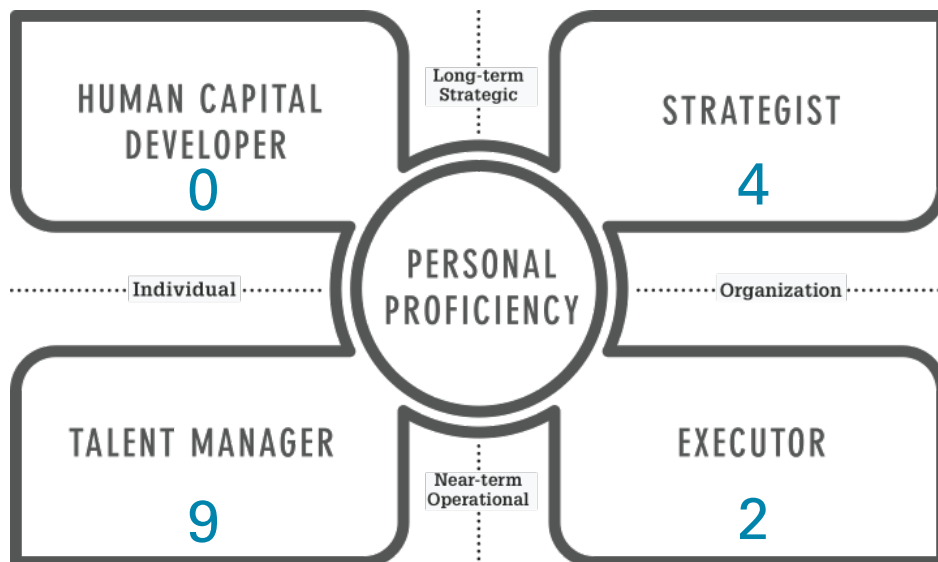 HUMAN CAPITAL
DEVELOPER
0
Long-term
Strategic
STRATEGIST
4
Individual
PERSONAL
PROFICIENCY
Organization
TALENT MANAGER
9
Near-term
Operational
EXECUTOR
2